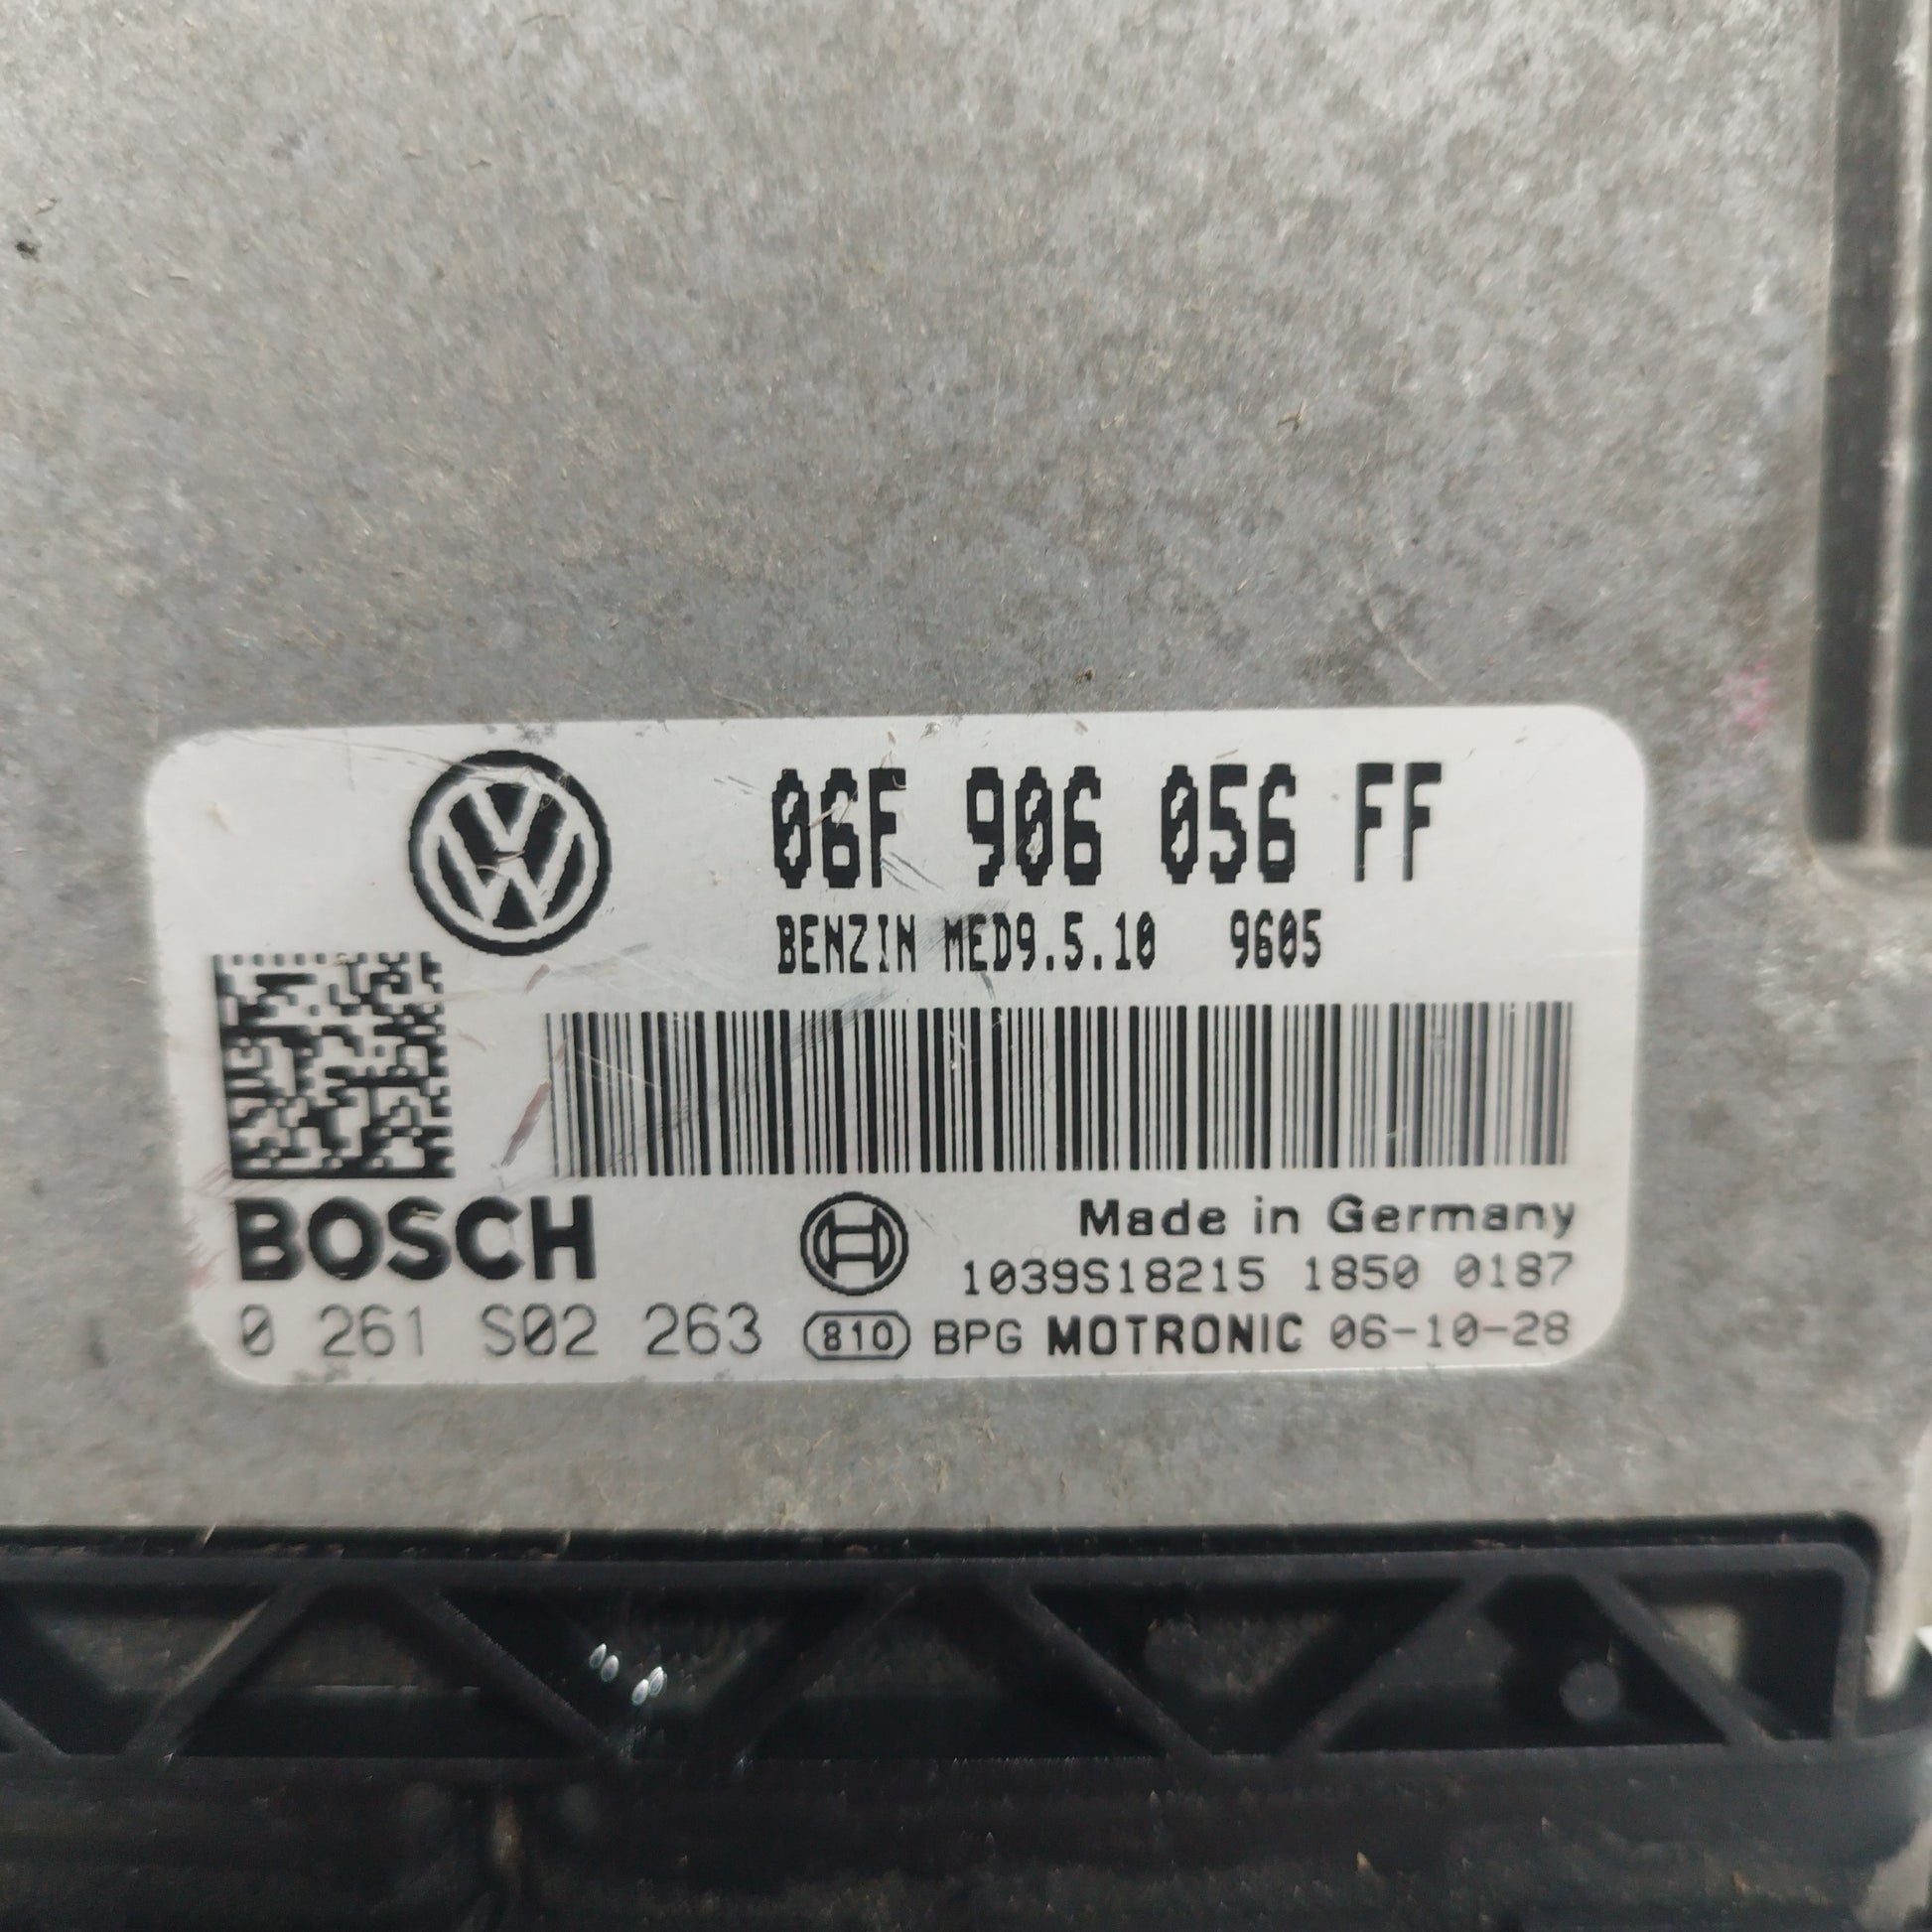 06F 906 056 FF
BENZIN MED9.5.10 9605
BOSCH
Made in Germany
1039S18215 1850 0187
0 261 S02 263 810 BPG MOTRONIC 06-10-28